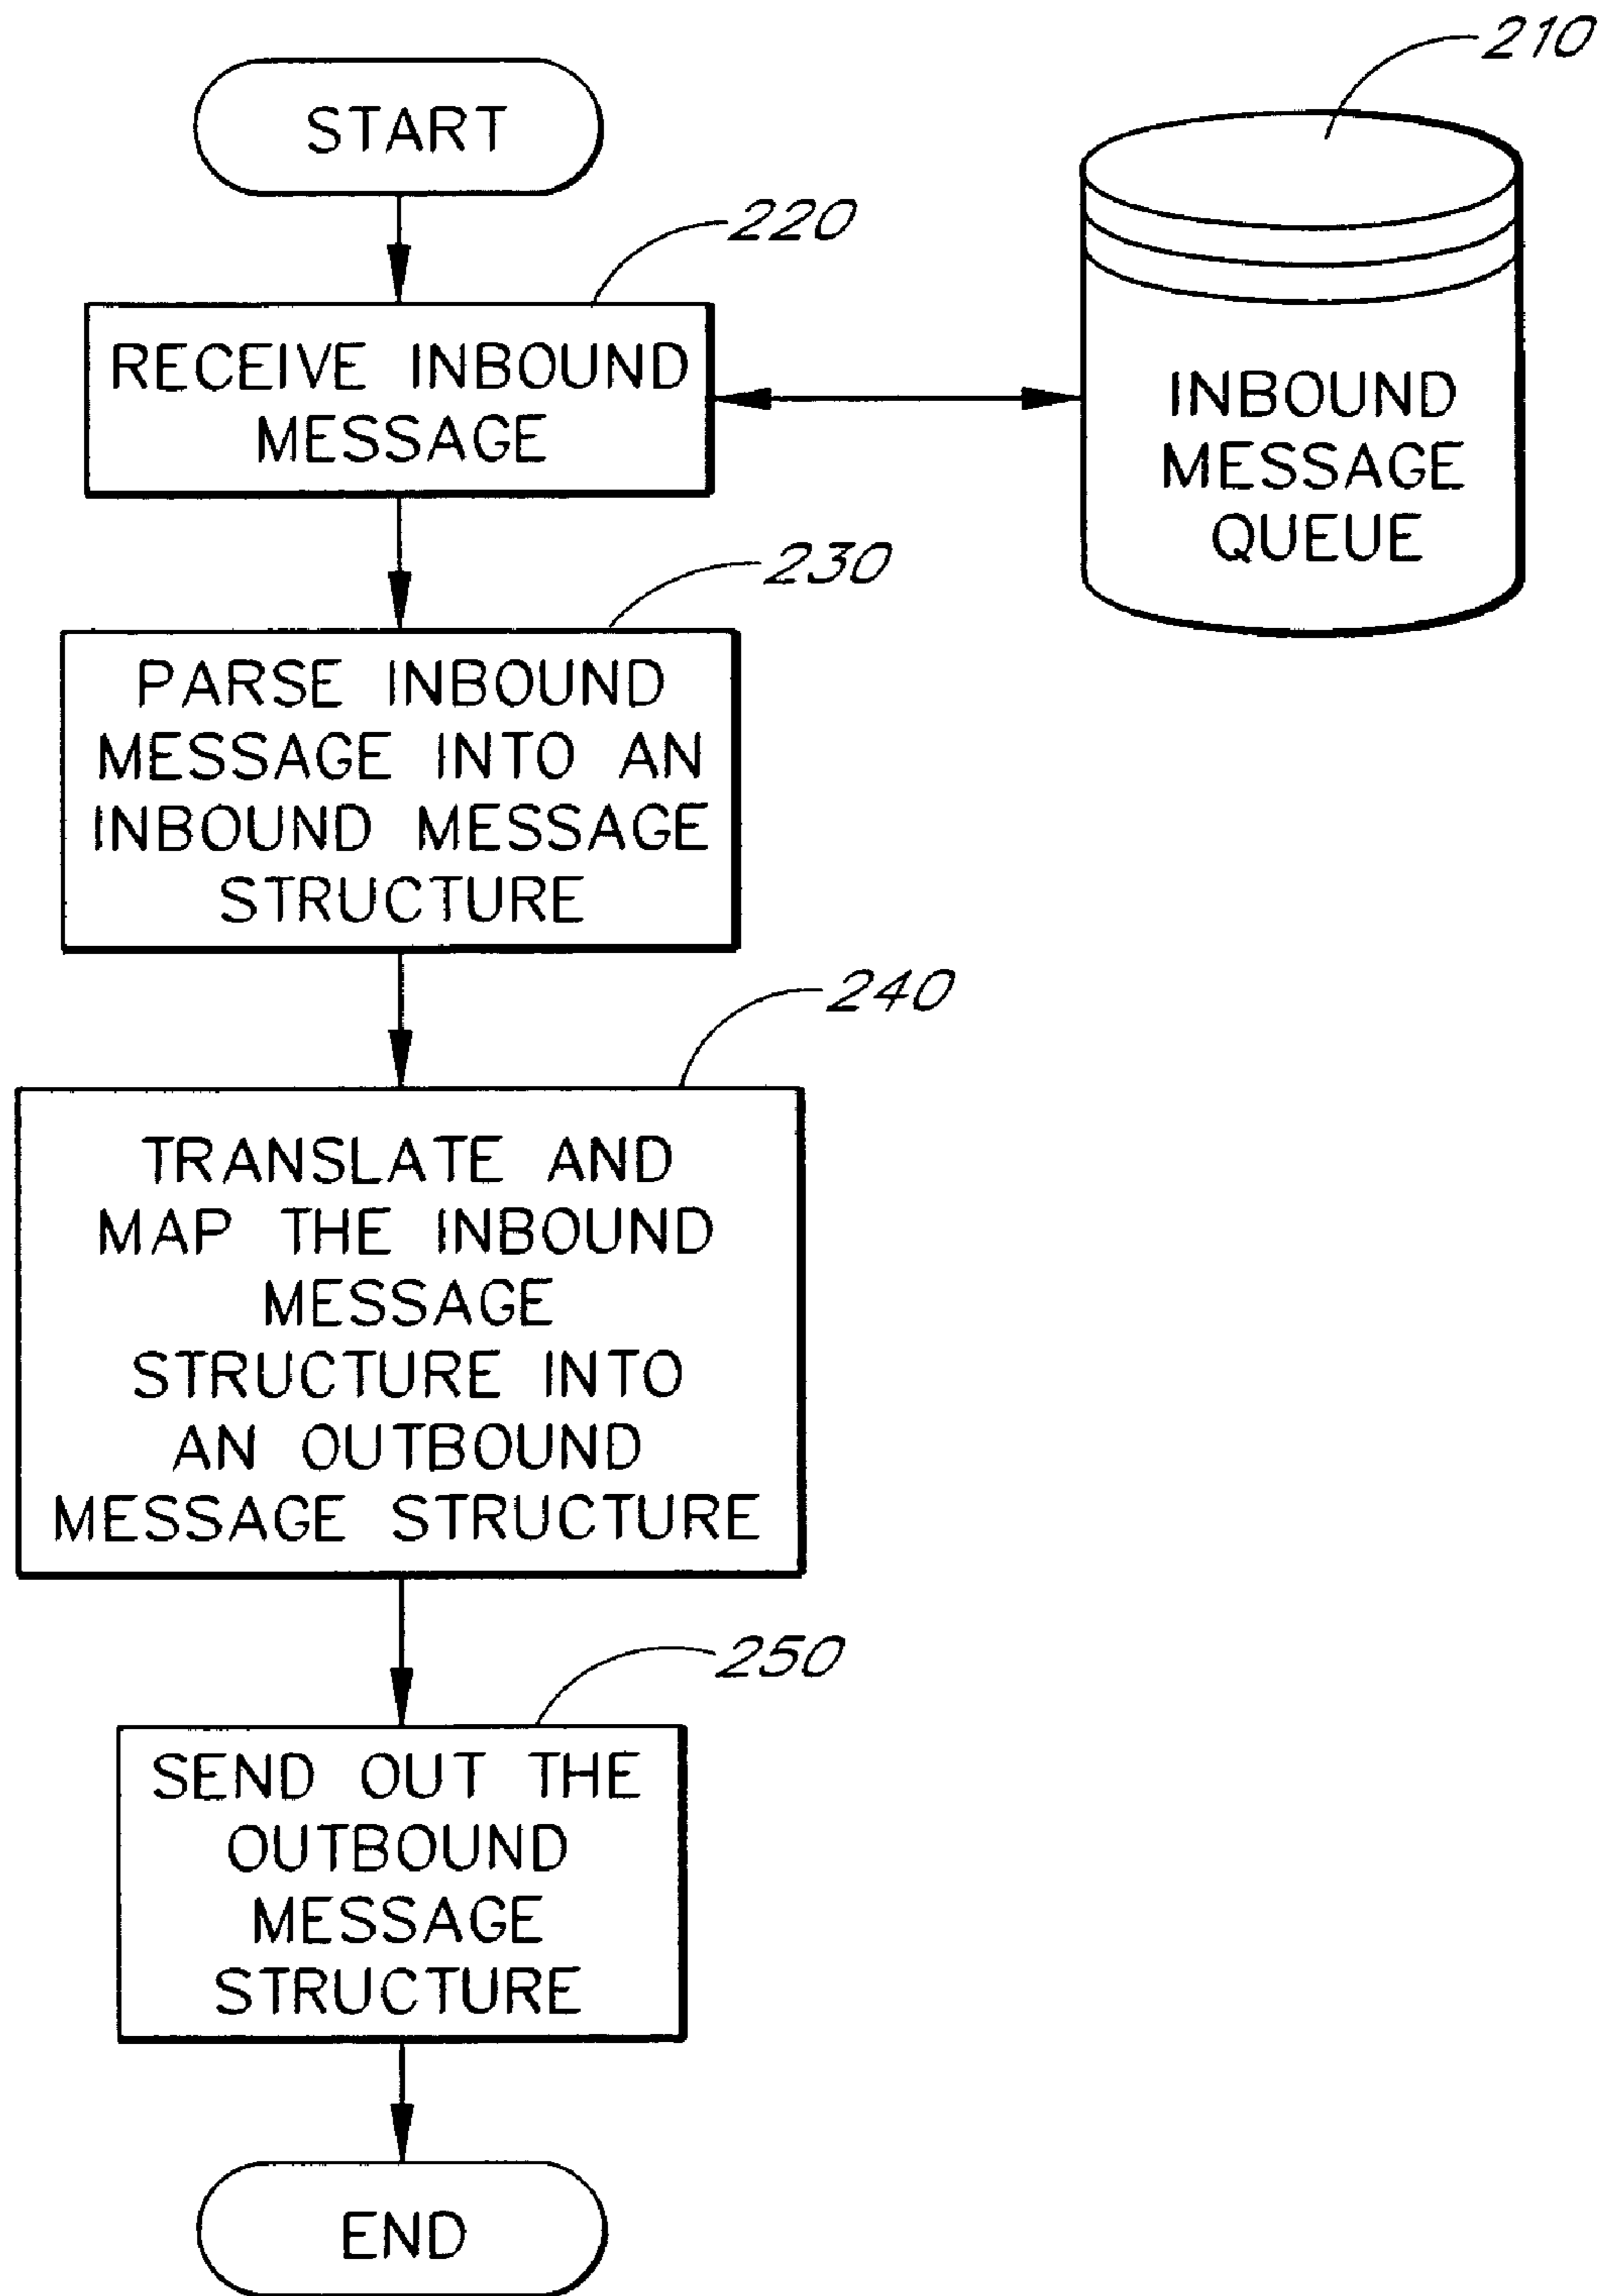 START
210
220
RECEIVE INBOUND
MESSAGE
INBOUND
MESSAGE
QUEUE
230
PARSE INBOUND
MESSAGE INTO AN
INBOUND MESSAGE
STRUCTURE
240
TRANSLATE AND
MAP THE INBOUND
MESSAGE
STRUCTURE INTO
AN OUTBOUND
MESSAGE STRUCTURE
250
SEND OUT THE
OUTBOUND
MESSAGE
STRUCTURE
END